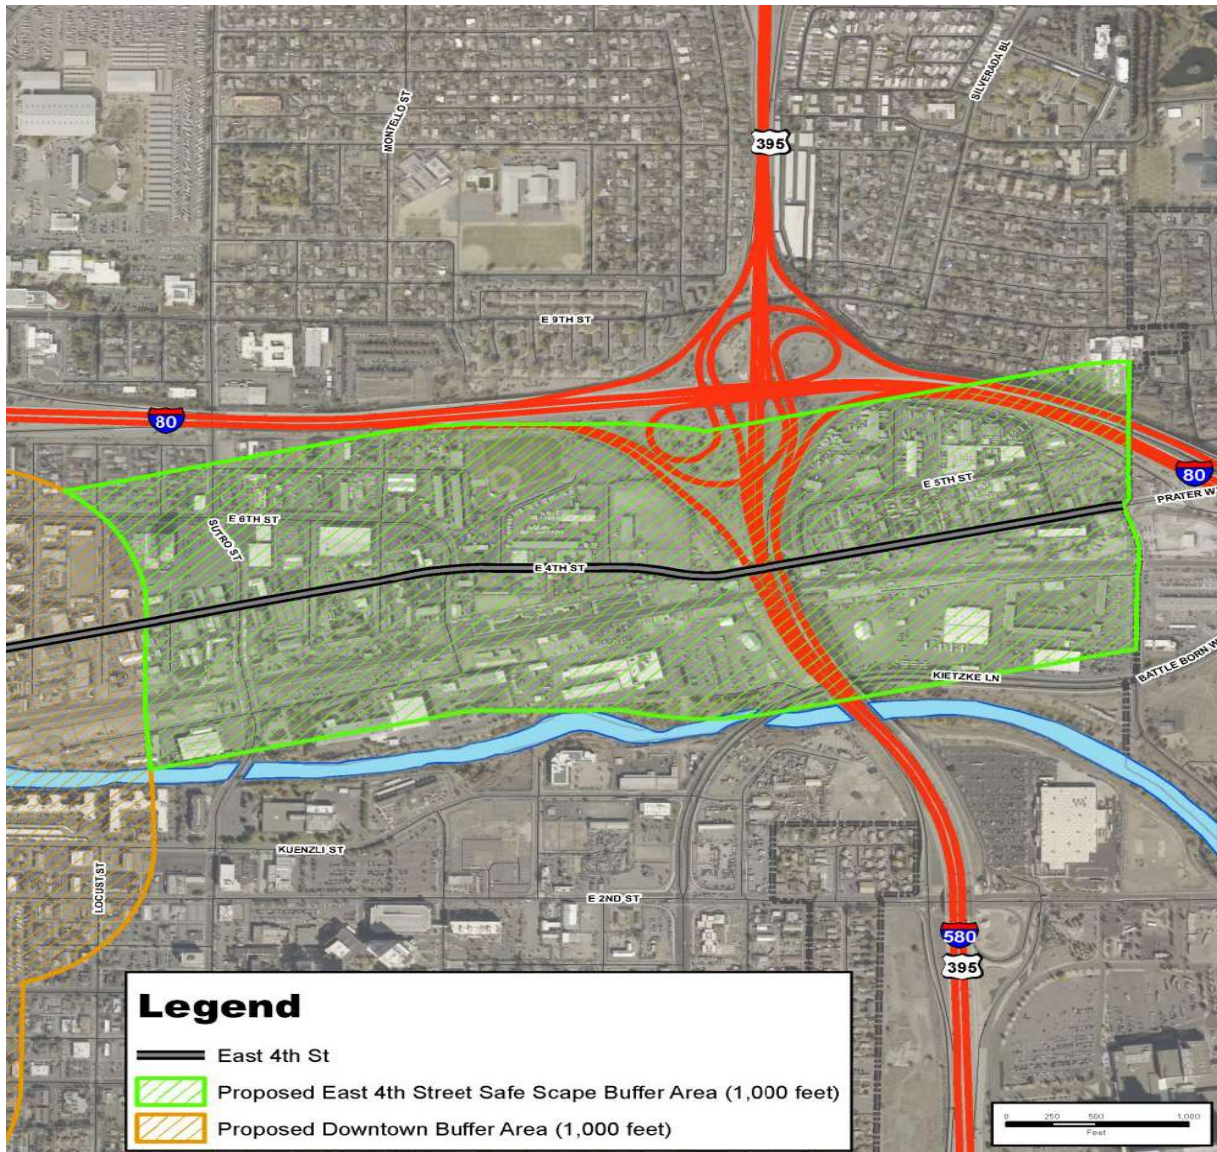 MONTELLO ST
SILVERADA BL
395
E 9TH ST
80
80
PRATER W
E 5TH ST
E 6TH ST
SUTRO ST
E 4TH ST
KIETZKE LN
BATTLE BORN W
KUENZLI ST
LOCUST ST
E 2ND ST
580
395
Legend
East 4th St
Proposed East 4th Street Safe Scape Buffer Area (1,000 feet)
Proposed Downtown Buffer Area (1,000 feet)
0 250 500 1,000
Feet